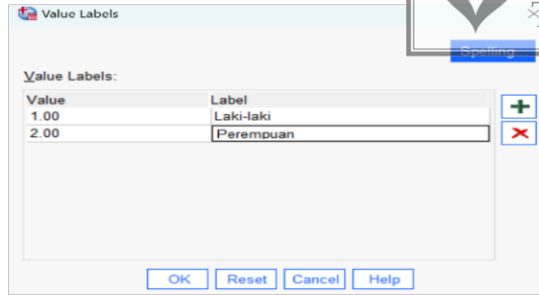 Value Labels
Spelling...
Value Labels:
Value Label
1.00 Laki-laki
2.00 Perempuan
OK Reset Cancel Help